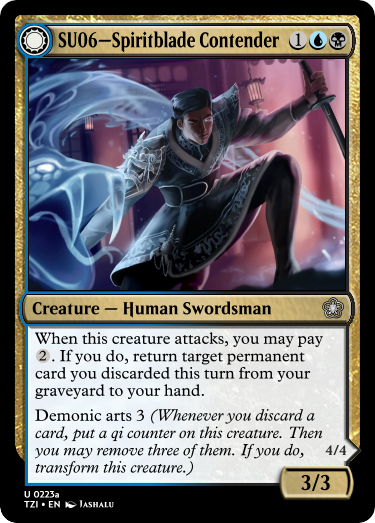 SU06—Spiritblade Contender 1
Creature — Human Swordsman
When this creature attacks, you may pay
2. If you do, return target permanent
card you discarded this turn from your
graveyard to your hand.
Demonic arts 3 (Whenever you discard a
card, put a qi counter on this creature. Then
you may remove three of them. If you do,
transform this creature.)
4/4
3/3
U 0223a
TZI • EN Jashalu